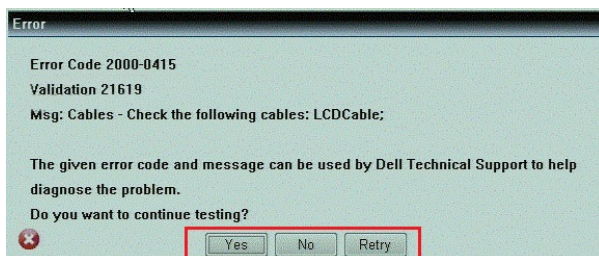 Error
Error Code 2000-0415
Validation 21619
Msg: Cables - Check the following cables: LCDCable;
The given error code and message can be used by Dell Technical Support to help
diagnose the problem.
Do you want to continue testing?
Yes No Retry